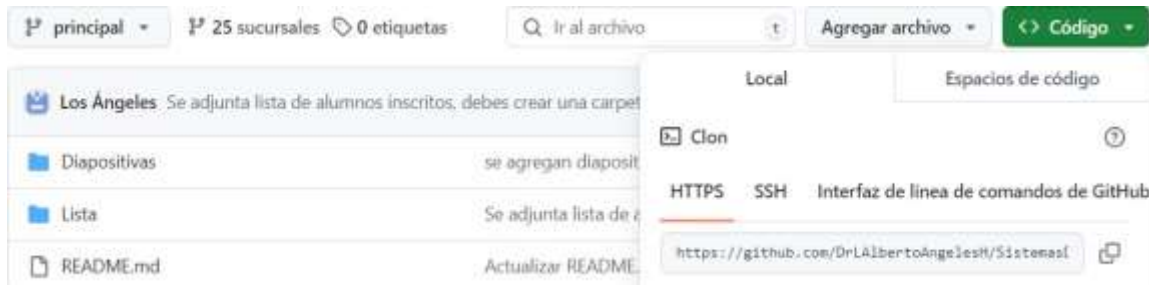 principal
25 sucursales 0 etiquetas
Ir al archivo
t
Agregar archivo
<> Código
Local
Espacios de código
Los Ángeles Se adjunta lista de alumnos inscritos, debes crear una carpet
Clon
Diapositivas
se agregan diaposit
HTTPS SSH Interfaz de línea de comandos de GitHub
Lista
Se adjunta lista de a
https://github.com/DrLAlbertoAngelesH/Sistemas
README.md
Actualizar README.